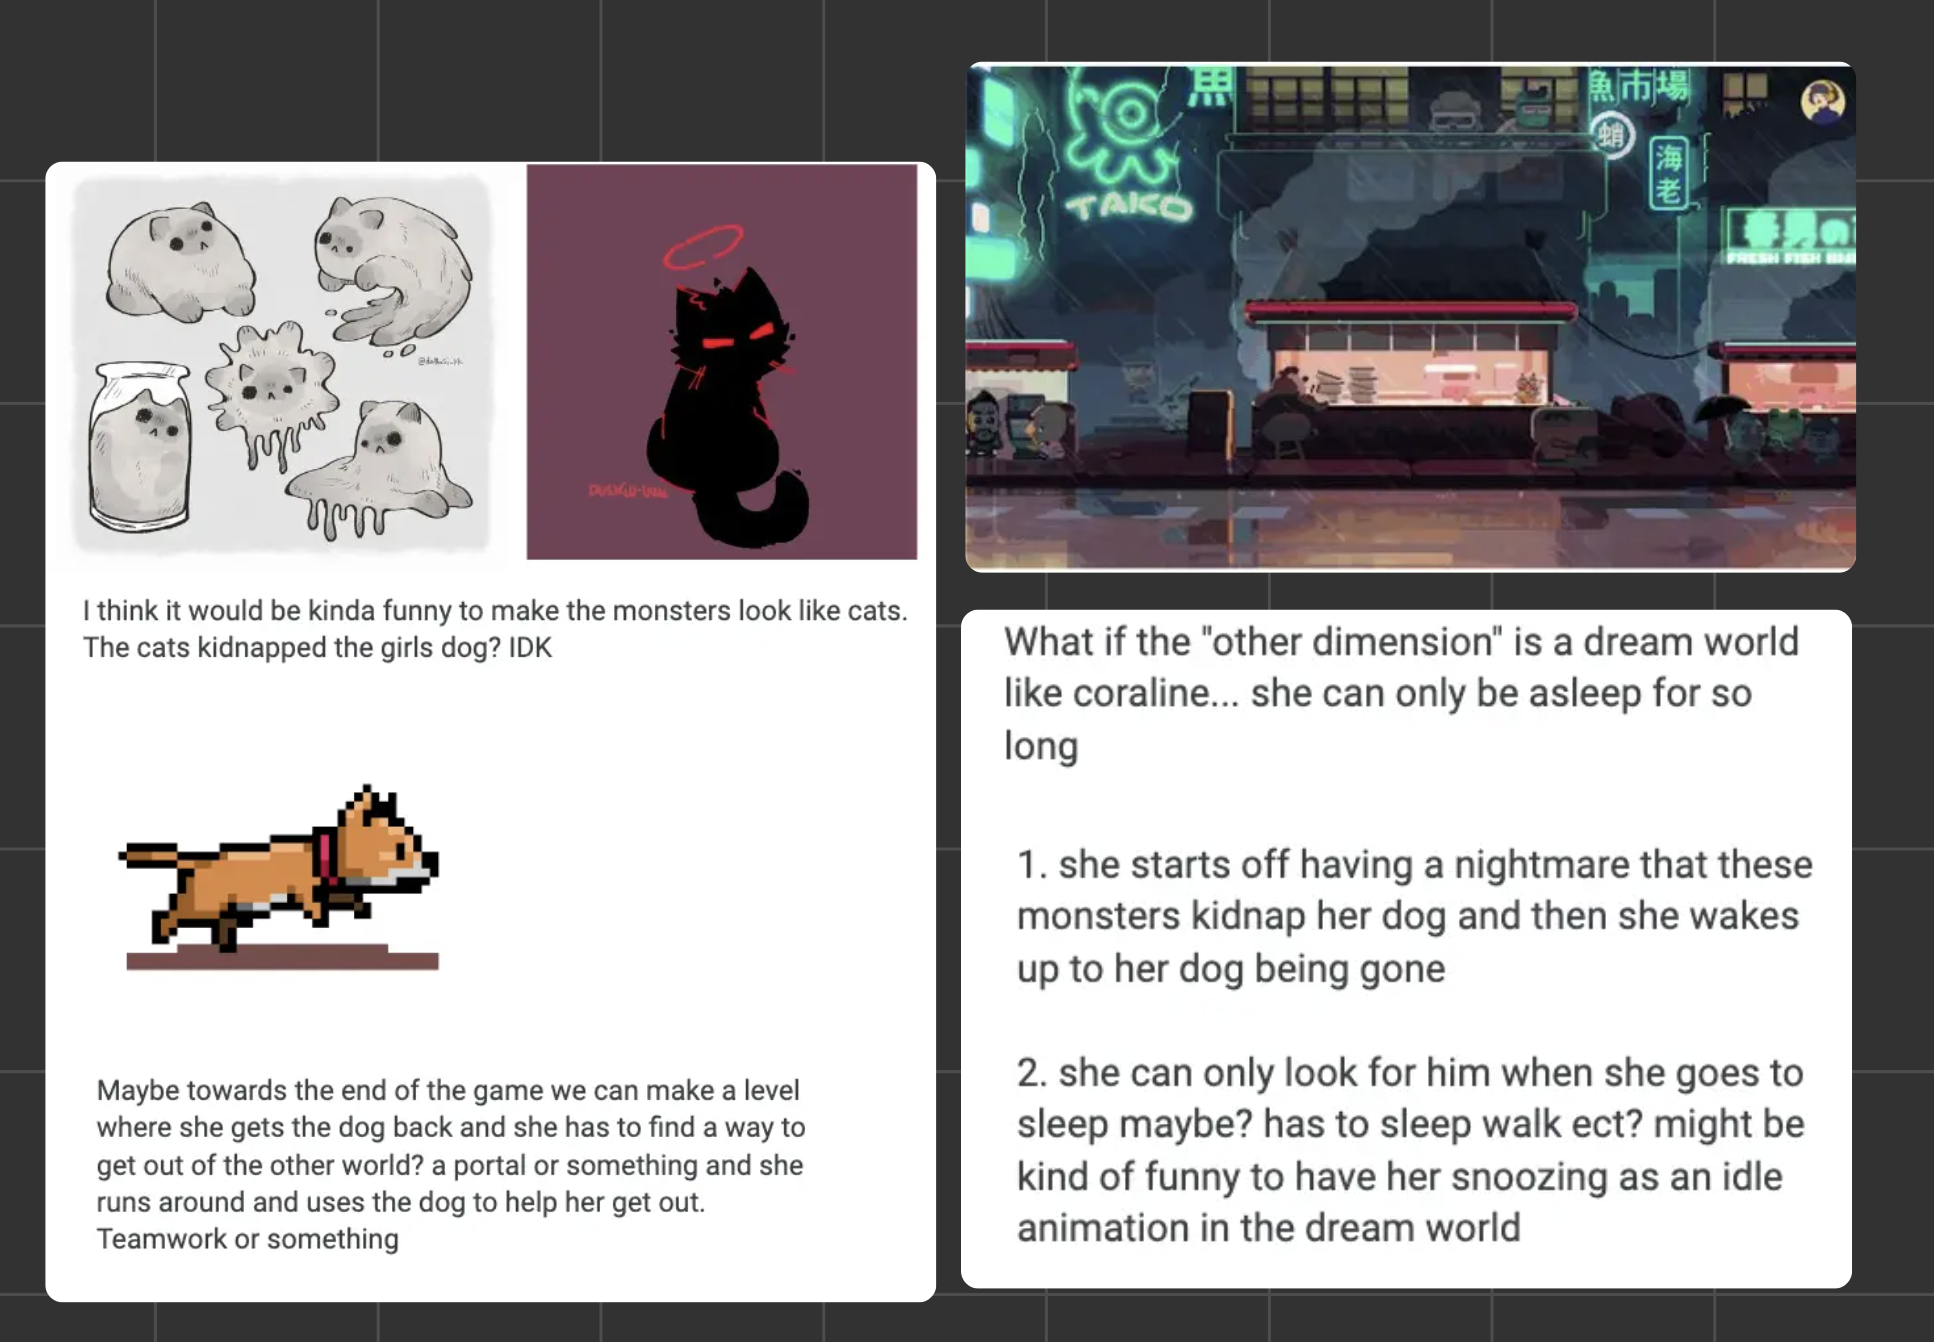 @dolbusi_.kk
I think it would be kinda funny to make the monsters look like cats.
The cats kidnapped the girls dog? IDK
Maybe towards the end of the game we can make a level
where she gets the dog back and she has to find a way to
get out of the other world? a portal or something and she
runs around and uses the dog to help her get out.
Teamwork or something
魚
TAKO
魚市場
蛸
海老
FRESH FISH
What if the "other dimension" is a dream world
like coraline... she can only be asleep for so
long
1. she starts off having a nightmare that these
monsters kidnap her dog and then she wakes
up to her dog being gone
2. she can only look for him when she goes to
sleep maybe? has to sleep walk ect? might be
kind of funny to have her snoozing as an idle
animation in the dream world